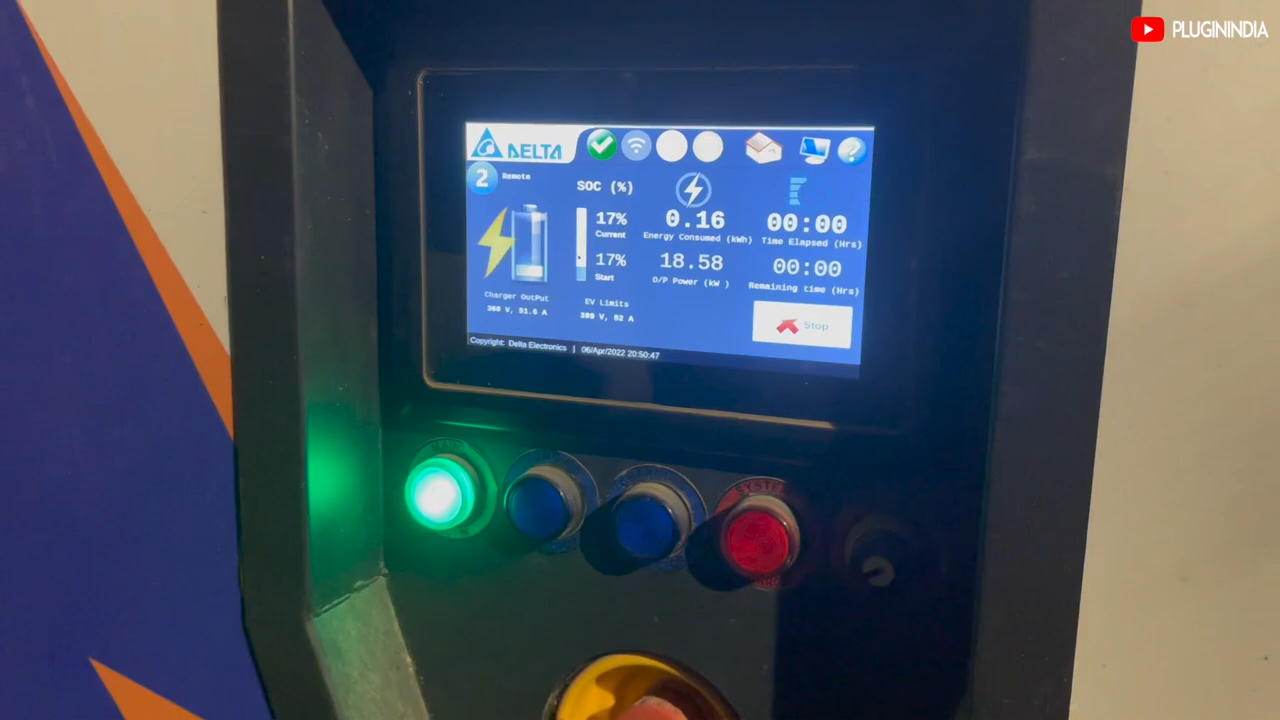 PLUGININDIA
DELTA
2 Remote
SOC (%)
17%
Current
17%
Start
0.16
Energy Consumed (kWh)
18.58
O/P Power (kW )
00:00
Time Elapsed (Hrs)
00:00
Remaining time (Hrs)
Charger OutPut
360 V, 51.6 A
EV Limits
389 V, 52 A
Stop
Copyright: Delta Electronics | 06/Apr/2022 20:50:47